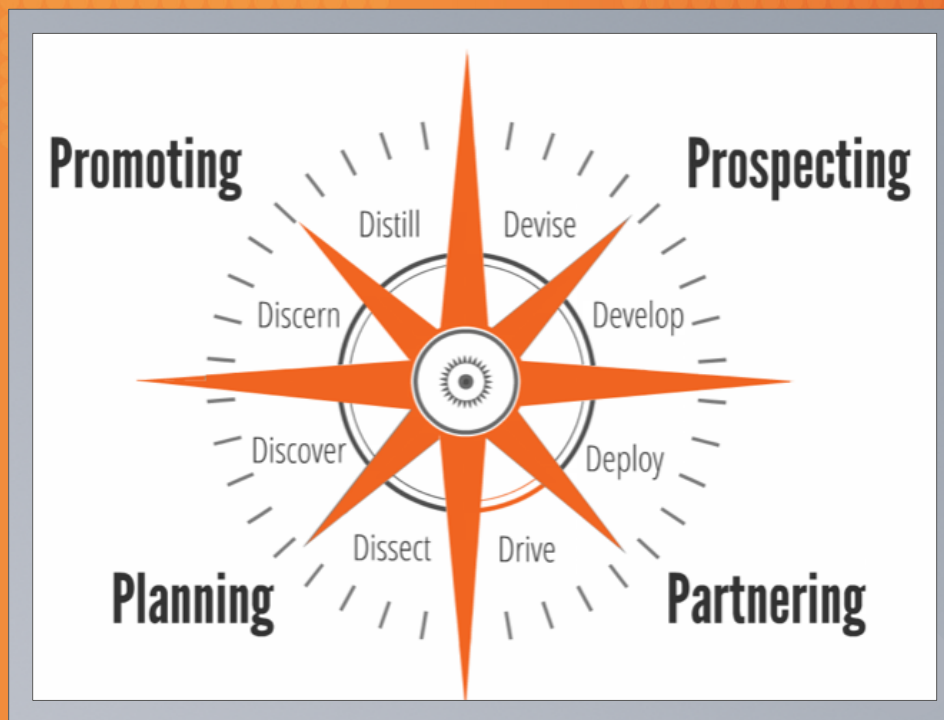 Promoting
Prospecting
Distill
Devise
Discern
Develop
Discover
Deploy
Dissect
Drive
Planning
Partnering